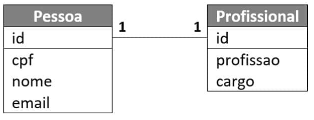 Pessoa
id
cpf
nome
email
1 1
Profissional
id
profissao
cargo